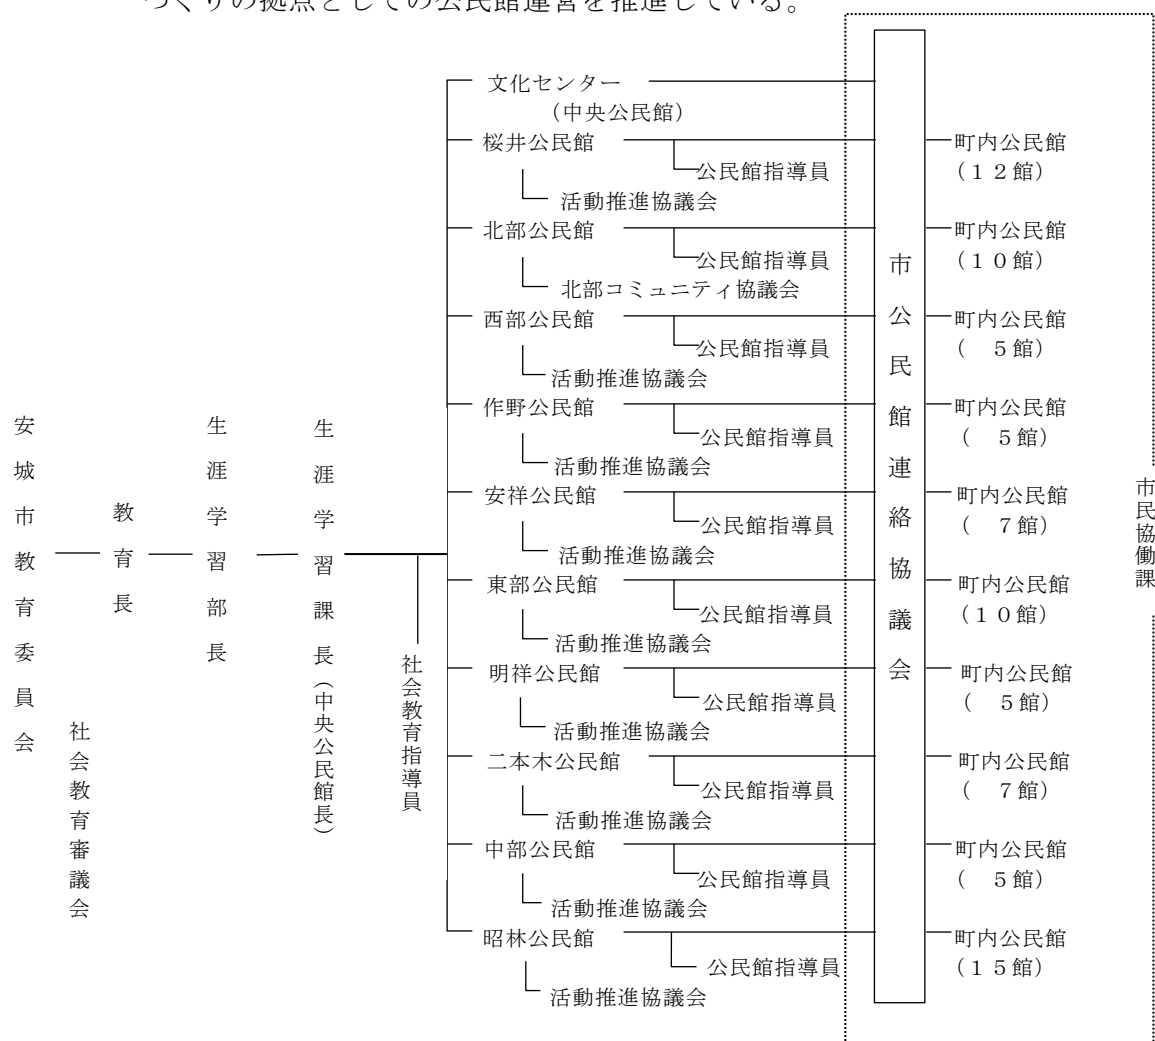 づくりの拠点としての公民館運営を推進している。
安城市教育委員会
社会教育審議会
教育長
生涯学習部長
生涯学習課長(中央公民館長)
社会教育指導員
文化センター
(中央公民館)
桜井公民館
公民館指導員
活動推進協議会
北部公民館
公民館指導員
北部コミュニティ協議会
西部公民館
公民館指導員
活動推進協議会
作野公民館
公民館指導員
活動推進協議会
安祥公民館
公民館指導員
活動推進協議会
東部公民館
公民館指導員
活動推進協議会
明祥公民館
公民館指導員
活動推進協議会
二本木公民館
公民館指導員
活動推進協議会
中部公民館
公民館指導員
活動推進協議会
昭林公民館
公民館指導員
活動推進協議会
市公民館連絡協議会
町内公民館
(12館)
町内公民館
(10館)
町内公民館
( 5館)
町内公民館
( 5館)
町内公民館
( 7館)
町内公民館
(10館)
町内公民館
( 5館)
町内公民館
( 7館)
町内公民館
( 5館)
町内公民館
(15館)
市民協働課